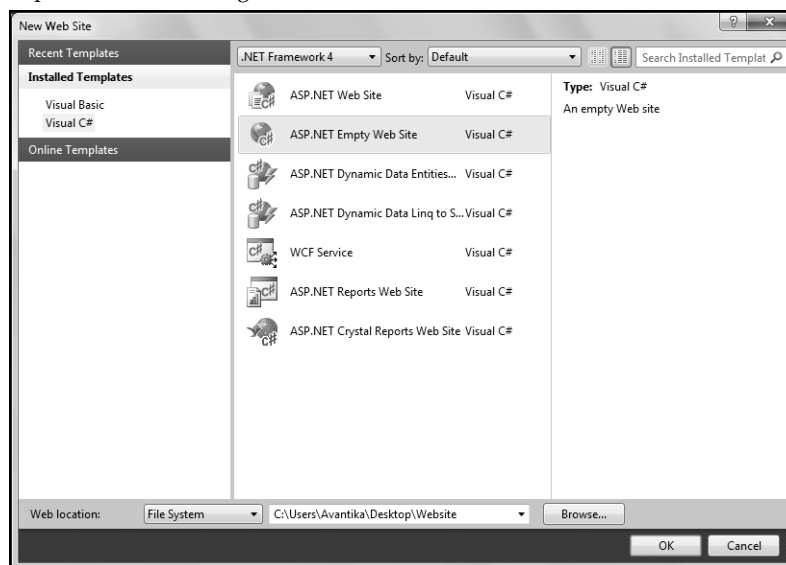 New Web Site
Recent Templates
Installed Templates
Visual Basic
Visual C#
Online Templates
.NET Framework 4
Sort by: Default
Search Installed Templat
ASP.NET Web Site Visual C#
ASP.NET Empty Web Site Visual C#
ASP.NET Dynamic Data Entities... Visual C#
ASP.NET Dynamic Data Linq to S... Visual C#
WCF Service Visual C#
ASP.NET Reports Web Site Visual C#
ASP.NET Crystal Reports Web Site Visual C#
Type: Visual C#
An empty Web site
Web location: File System C:\Users\Avantika\Desktop\Website Browse...
OK Cancel